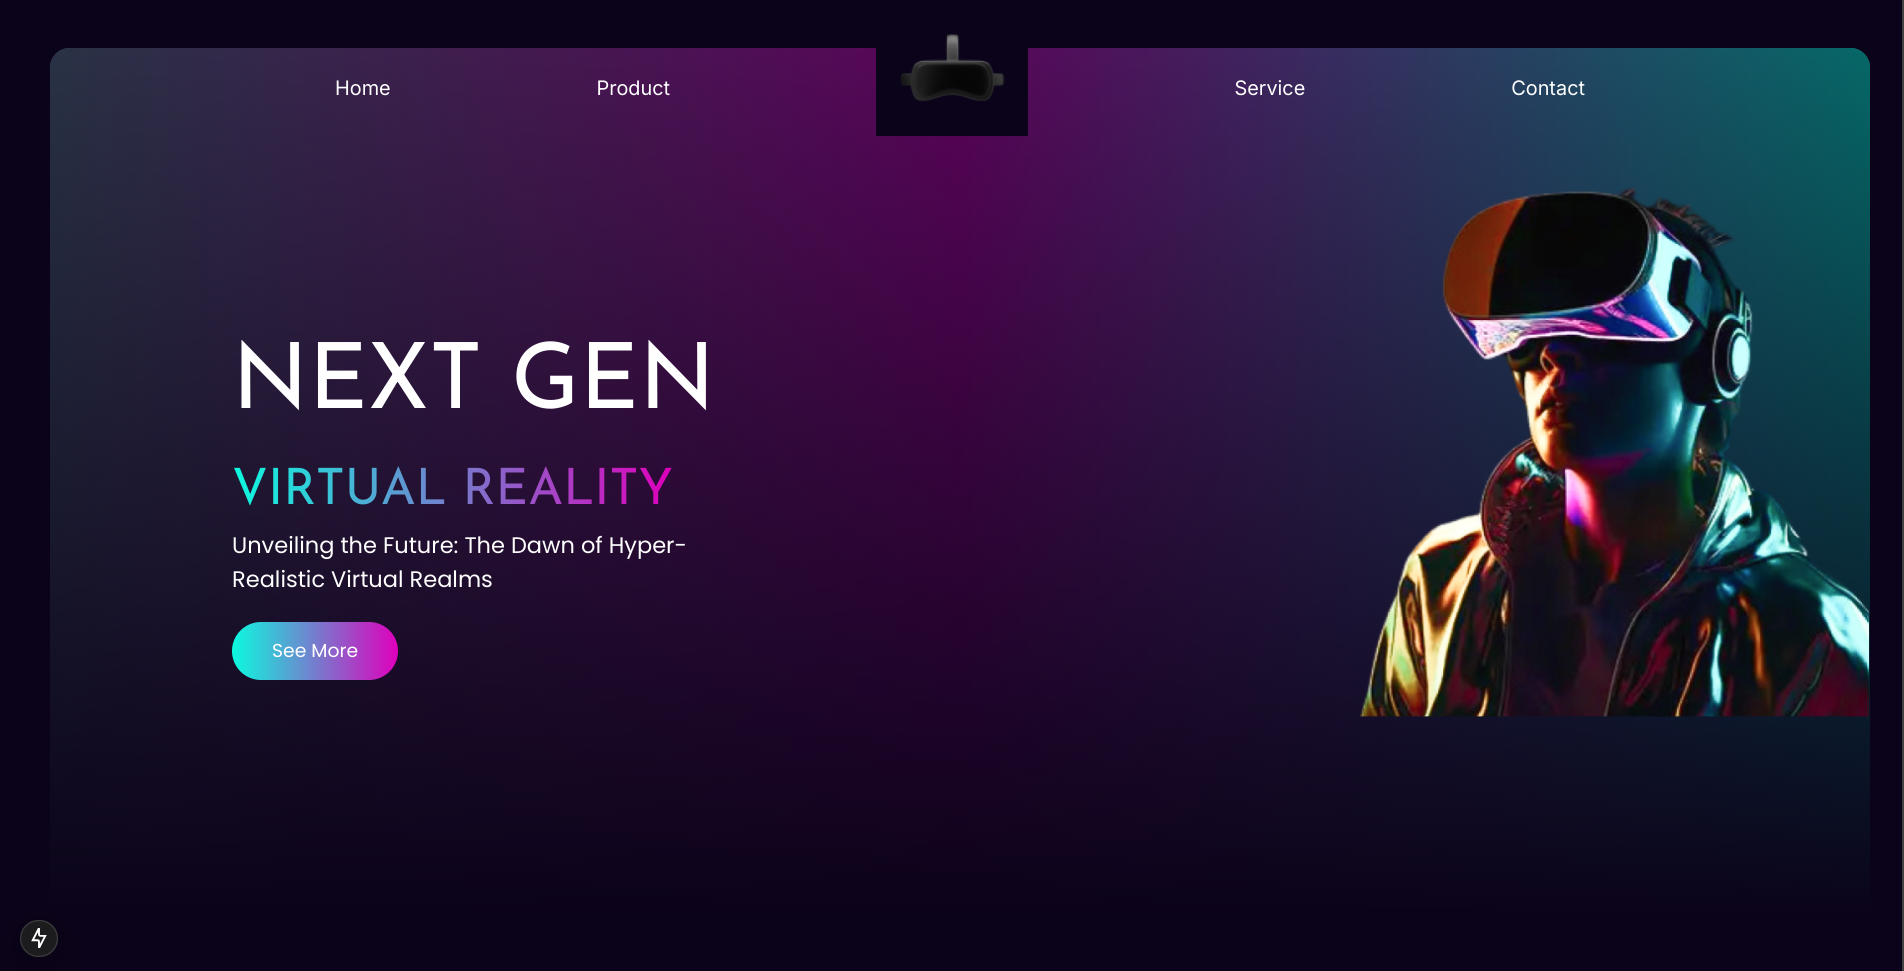 Home Product Service Contact
NEXT GEN
VIRTUAL REALITY
Unveiling the Future: The Dawn of Hyper-
Realistic Virtual Realms
See More